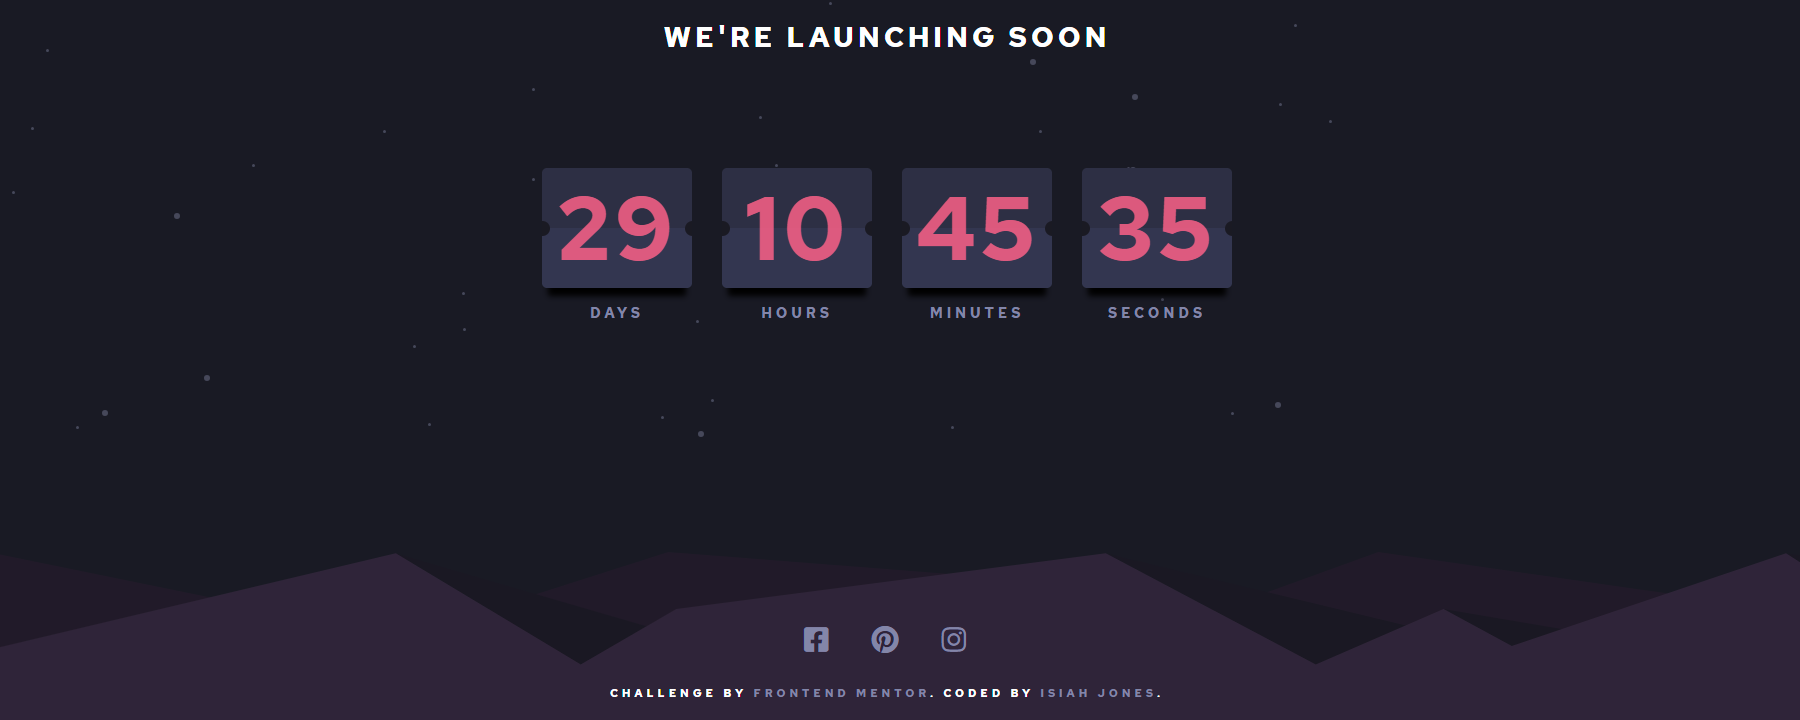 WE'RE LAUNCHING SOON
29 10 45 35
DAYS HOURS MINUTES SECONDS
CHALLENGE BY FRONTEND MENTOR. CODED BY ISIAH JONES.